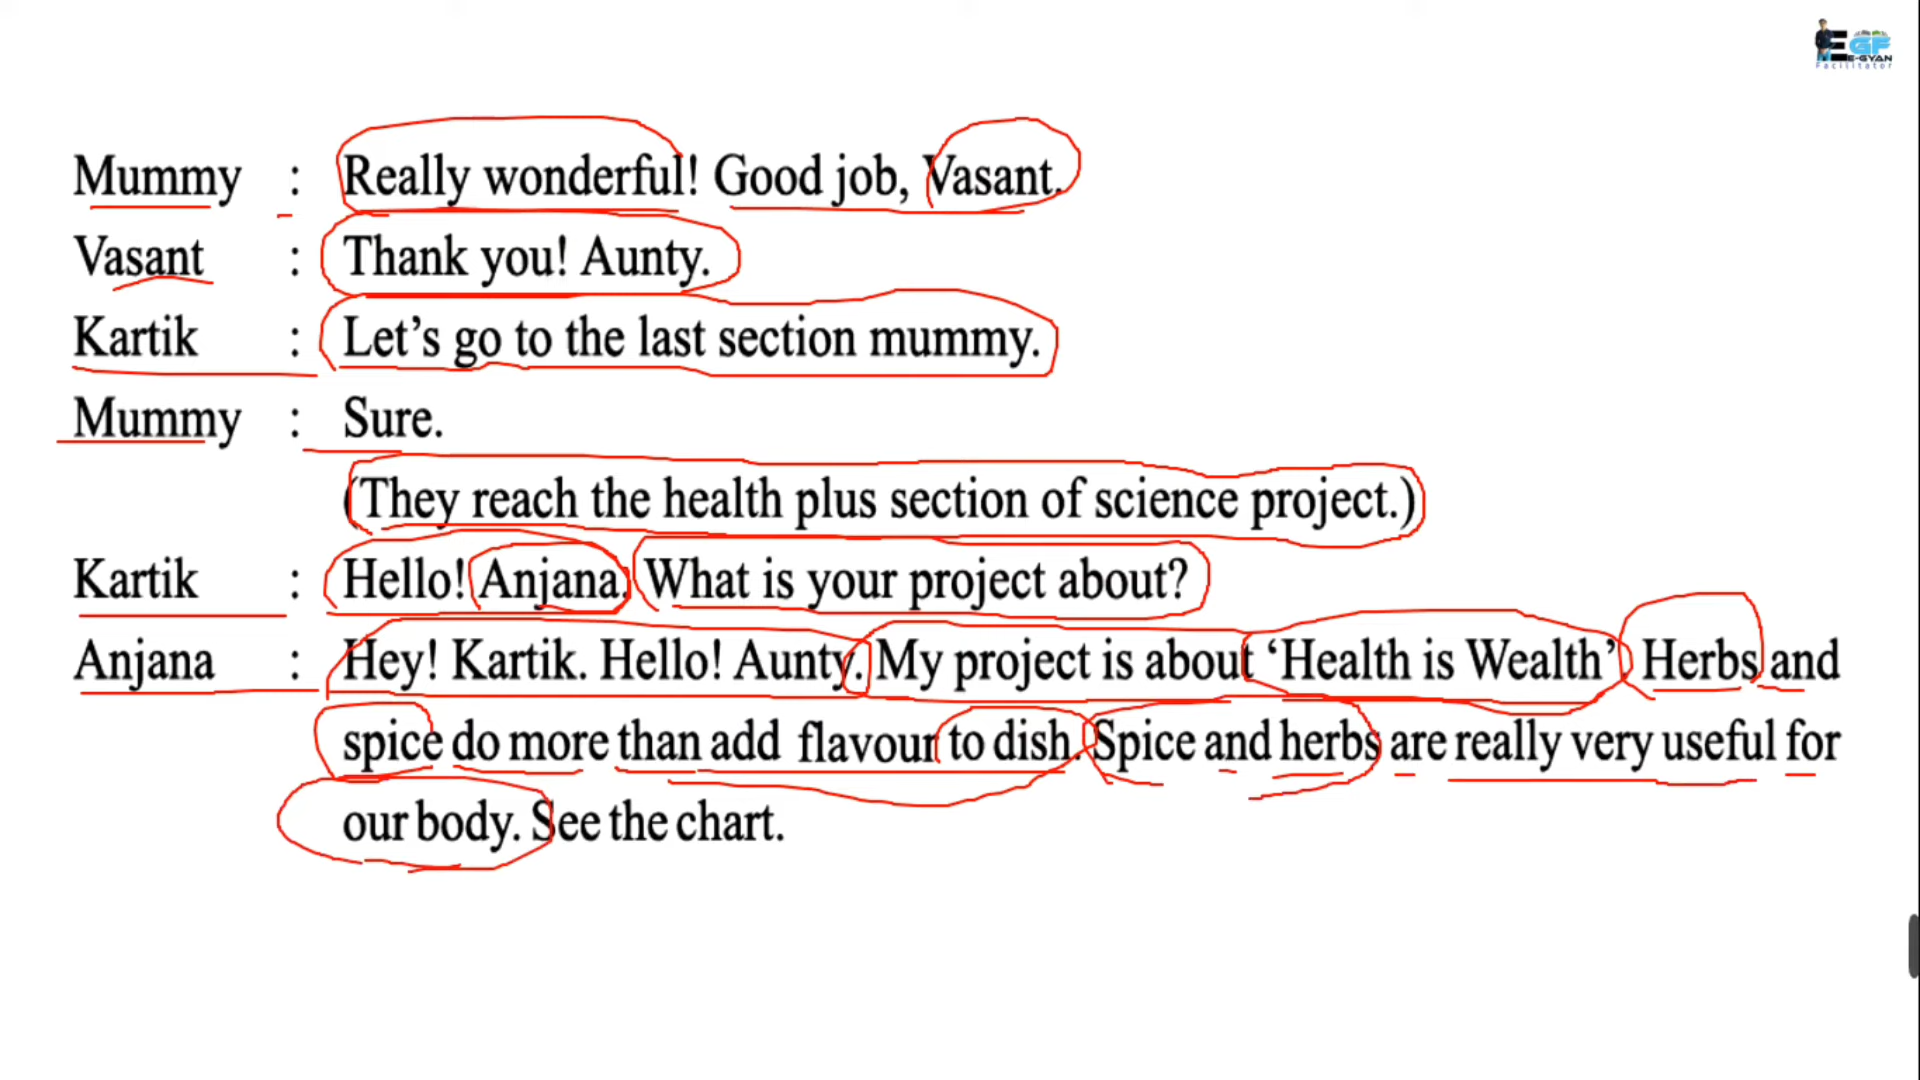 EGF
E-GYAN
Facilitator
Mummy : Really wonderful! Good job, Vasant.
Vasant : Thank you! Aunty.
Kartik : Let’s go to the last section mummy.
Mummy : Sure.
(They reach the health plus section of science project.)
Kartik : Hello! Anjana. What is your project about?
Anjana : Hey! Kartik. Hello! Aunty. My project is about ‘Health is Wealth’. Herbs and
spice do more than add flavour to dish. Spice and herbs are really very useful for
our body. See the chart.